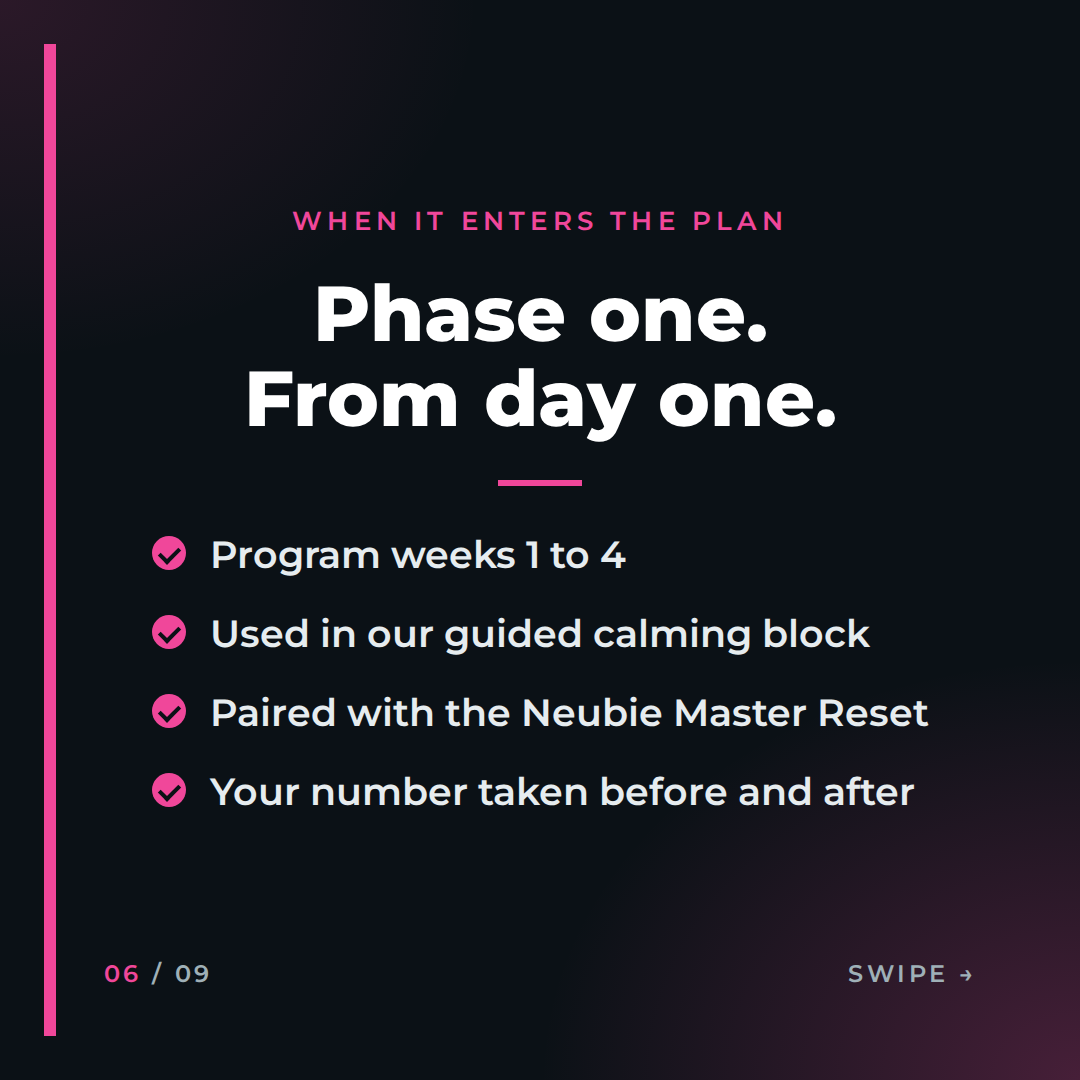 WHEN IT ENTERS THE PLAN
Phase one.
From day one.
Program weeks 1 to 4
Used in our guided calming block
Paired with the Neubie Master Reset
Your number taken before and after
06 / 09
SWIPE →